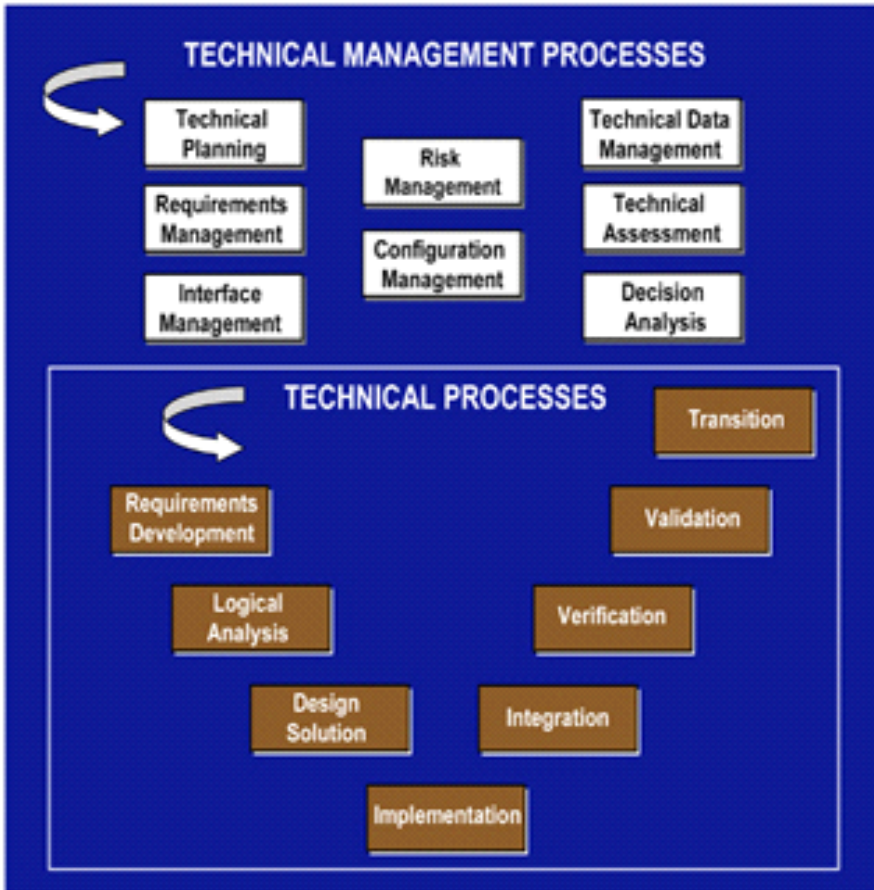 TECHNICAL MANAGEMENT PROCESSES
Technical
Planning
Requirements
Management
Interface
Management
Risk
Management
Configuration
Management
Technical Data
Management
Technical
Assessment
Decision
Analysis
TECHNICAL PROCESSES
Requirements
Development
Logical
Analysis
Design
Solution
Implementation
Integration
Verification
Validation
Transition